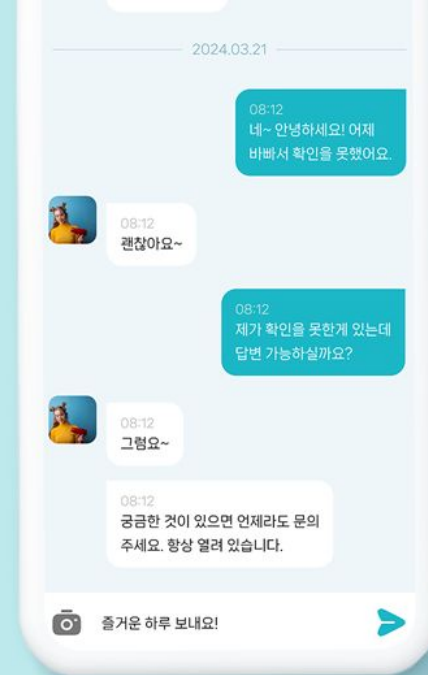 2024.03.21
08:12
네~ 안녕하세요! 어제
바빠서 확인을 못했어요.
08:12
괜찮아요~
08:12
제가 확인을 못한게 있는데
답변 가능하실까요?
08:12
그럼요~
08:12
궁금한 것이 있으면 언제라도 문의
주세요. 항상 열려 있습니다.
즐거운 하루 보내요!